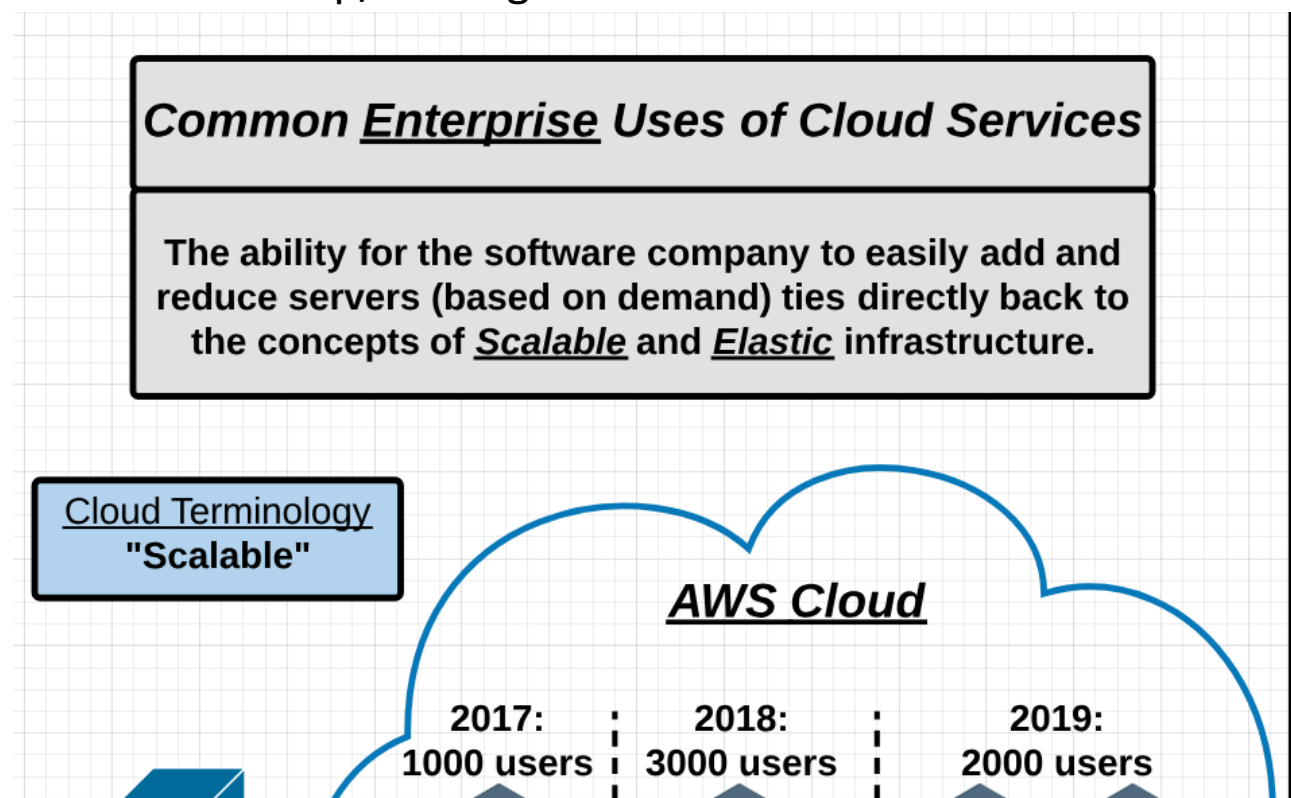 Common Enterprise Uses of Cloud Services
The ability for the software company to easily add and
reduce servers (based on demand) ties directly back to
the concepts of Scalable and Elastic infrastructure.
Cloud Terminology
"Scalable"
AWS Cloud
2017:
1000 users
2018:
3000 users
2019:
2000 users